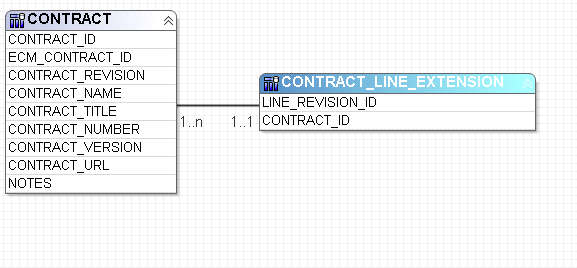 CONTRACT
CONTRACT_ID
ECM_CONTRACT_ID
CONTRACT_REVISION
CONTRACT_NAME
CONTRACT_TITLE
CONTRACT_NUMBER
CONTRACT_VERSION
CONTRACT_URL
NOTES
1..n
1..1
CONTRACT_LINE_EXTENSION
LINE_REVISION_ID
CONTRACT_ID